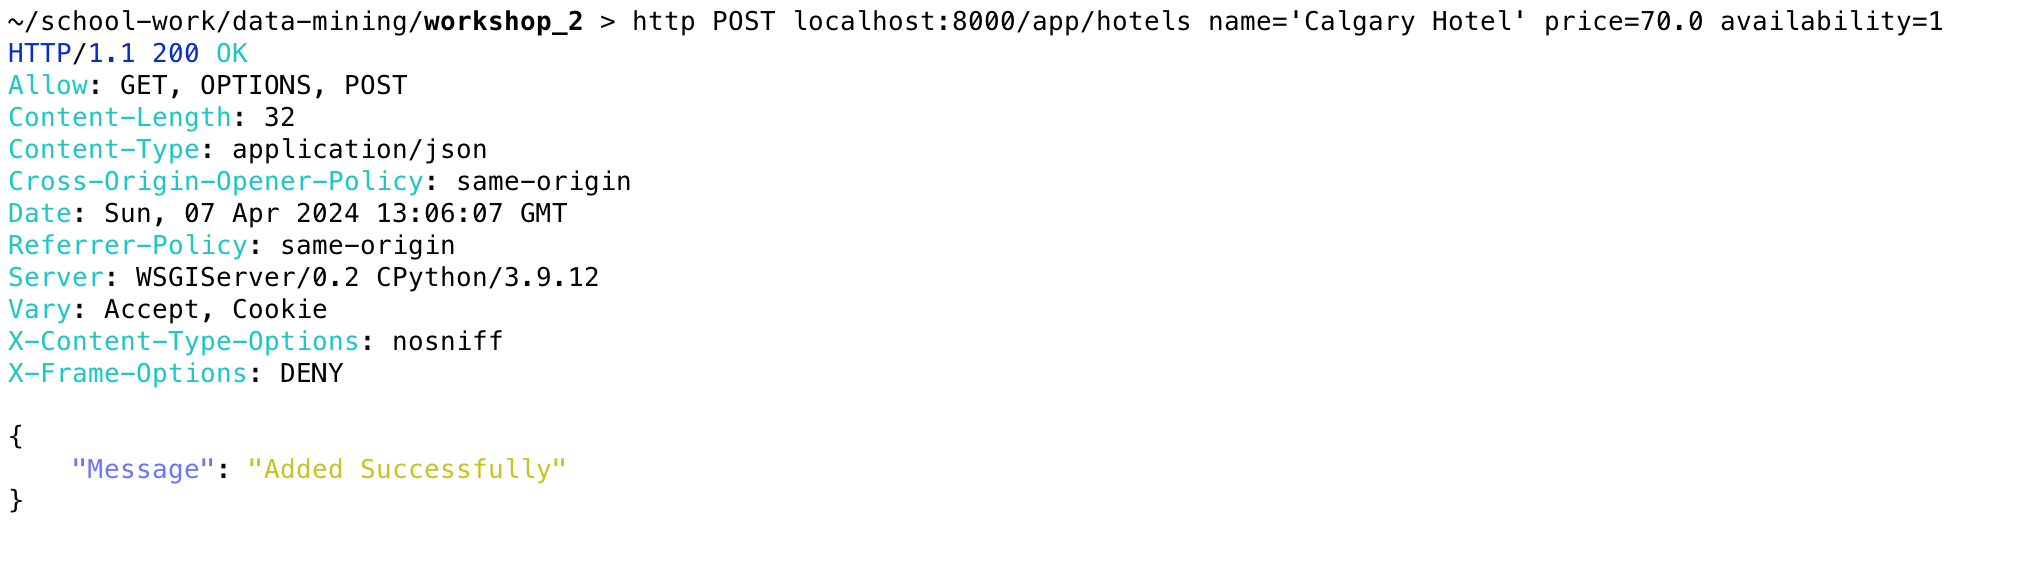 ~/school-work/data-mining/workshop_2 > http POST localhost:8000/app/hotels name='Calgary Hotel' price=70.0 availability=1
HTTP/1.1 200 OK
Allow: GET, OPTIONS, POST
Content-Length: 32
Content-Type: application/json
Cross-Origin-Opener-Policy: same-origin
Date: Sun, 07 Apr 2024 13:06:07 GMT
Referrer-Policy: same-origin
Server: WSGIServer/0.2 CPython/3.9.12
Vary: Accept, Cookie
X-Content-Type-Options: nosniff
X-Frame-Options: DENY

{
    "Message": "Added Successfully"
}